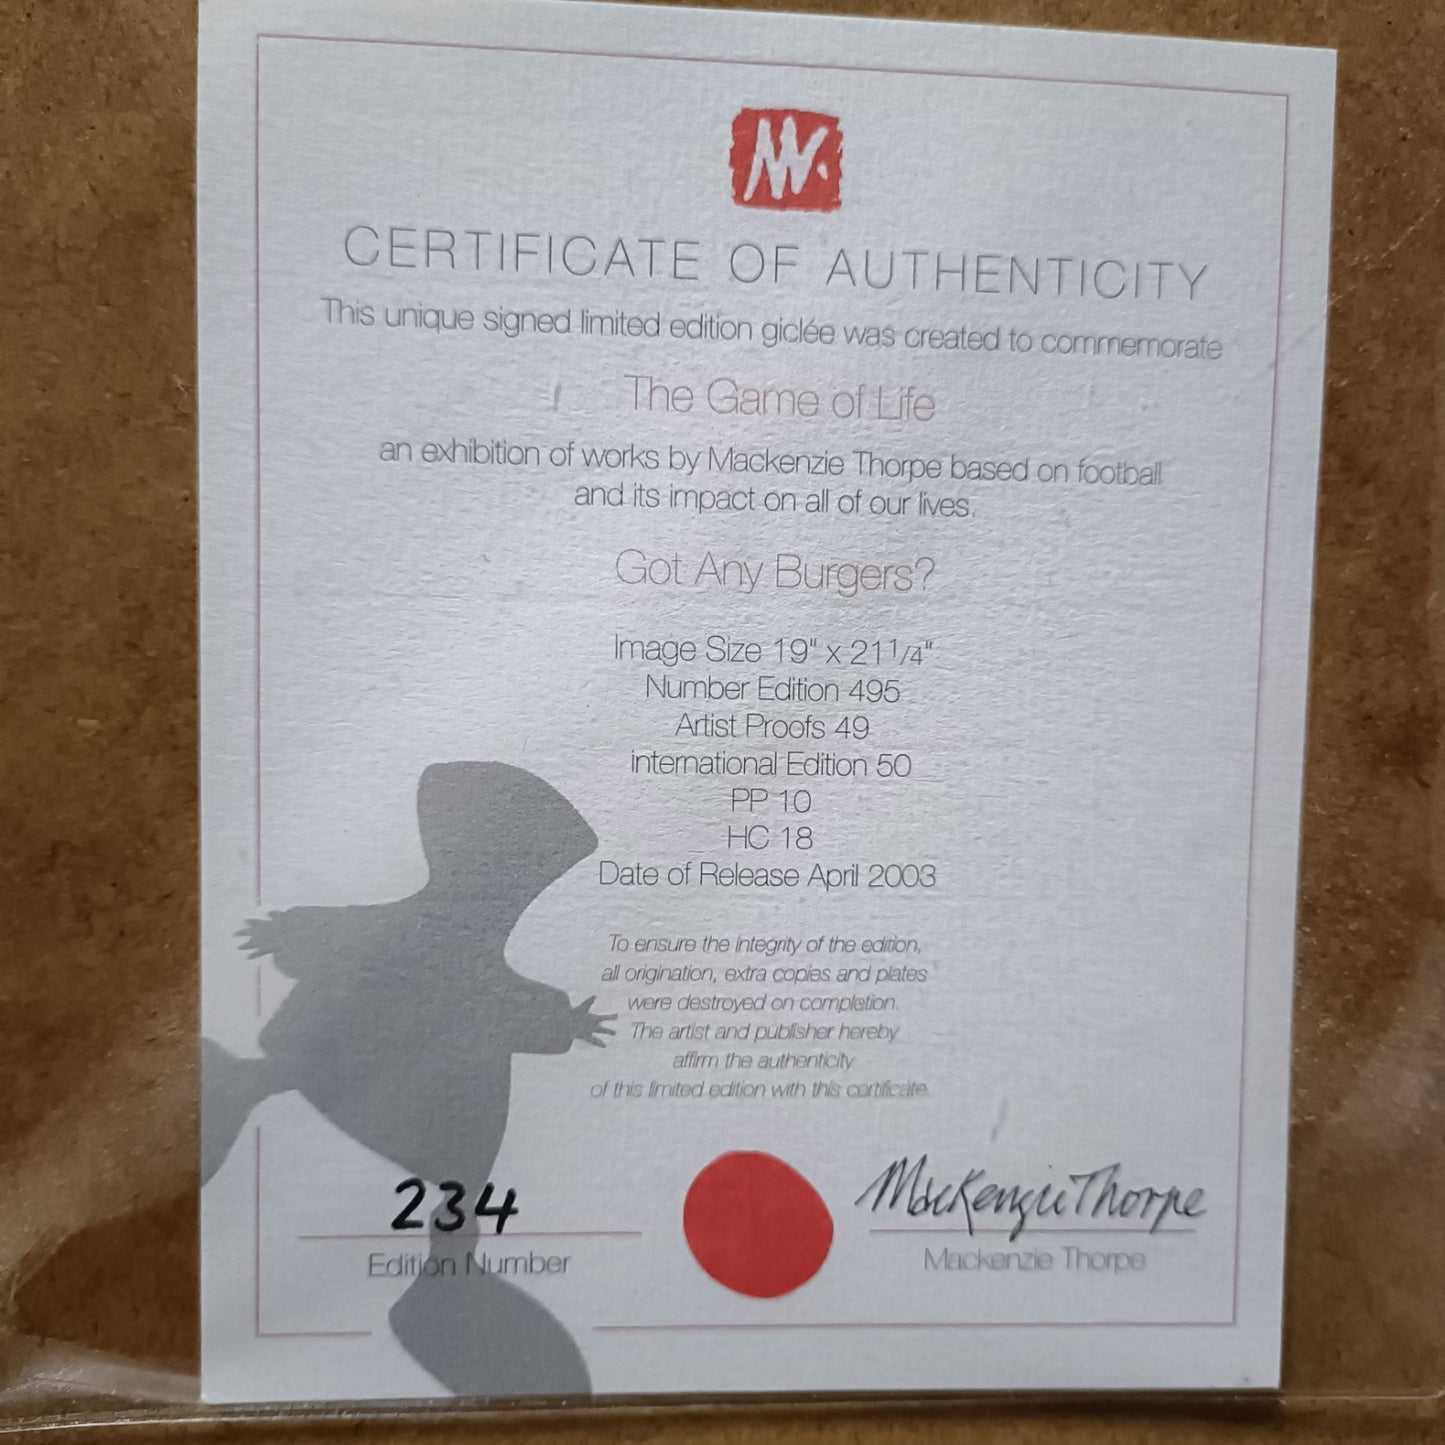 CERTIFICATE OF AUTHENTICITY
This unique signed limited edition giclée was created to commemorate
The Game of Life
an exhibition of works by Mackenzie Thorpe based on football
and its impact on all of our lives.
Got Any Burgers?
Image Size 19" x 21 1/4"
Number Edition 495
Artist Proofs 49
International Edition 50
PP 10
HC 18
Date of Release April 2003
To ensure the integrity of the edition,
all origination, extra copies and plates
were destroyed on completion.
The artist and publisher hereby
affirm the authenticity
of this limited edition with this certificate.
234
Edition Number
Mackenzie Thorpe
Mackenzie Thorpe